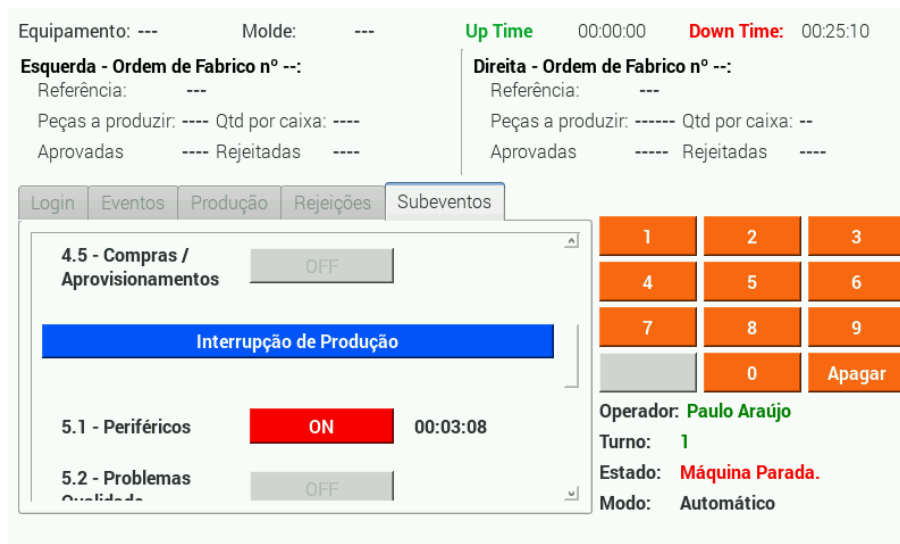 Equipamento: --- Molde: --- Up Time 00:00:00 Down Time: 00:25:10
Esquerda - Ordem de Fabrico nº --:
Referência: ---
Peças a produzir: ---- Qtd por caixa: ----
Aprovadas ---- Rejeitadas ----
Direita - Ordem de Fabrico nº --:
Referência: ---
Peças a produzir: ------ Qtd por caixa: --
Aprovadas ----- Rejeitadas ----
Login Eventos Produção Rejeições Subeventos
4.5 - Compras /
Aprovisionamentos
OFF
Interrupção de Produção
5.1 - Periféricos ON 00:03:08
5.2 - Problemas
Qualidade
OFF
1 2 3
4 5 6
7 8 9
0 Apagar
Operador: Paulo Araújo
Turno: 1
Estado: Máquina Parada.
Modo: Automático